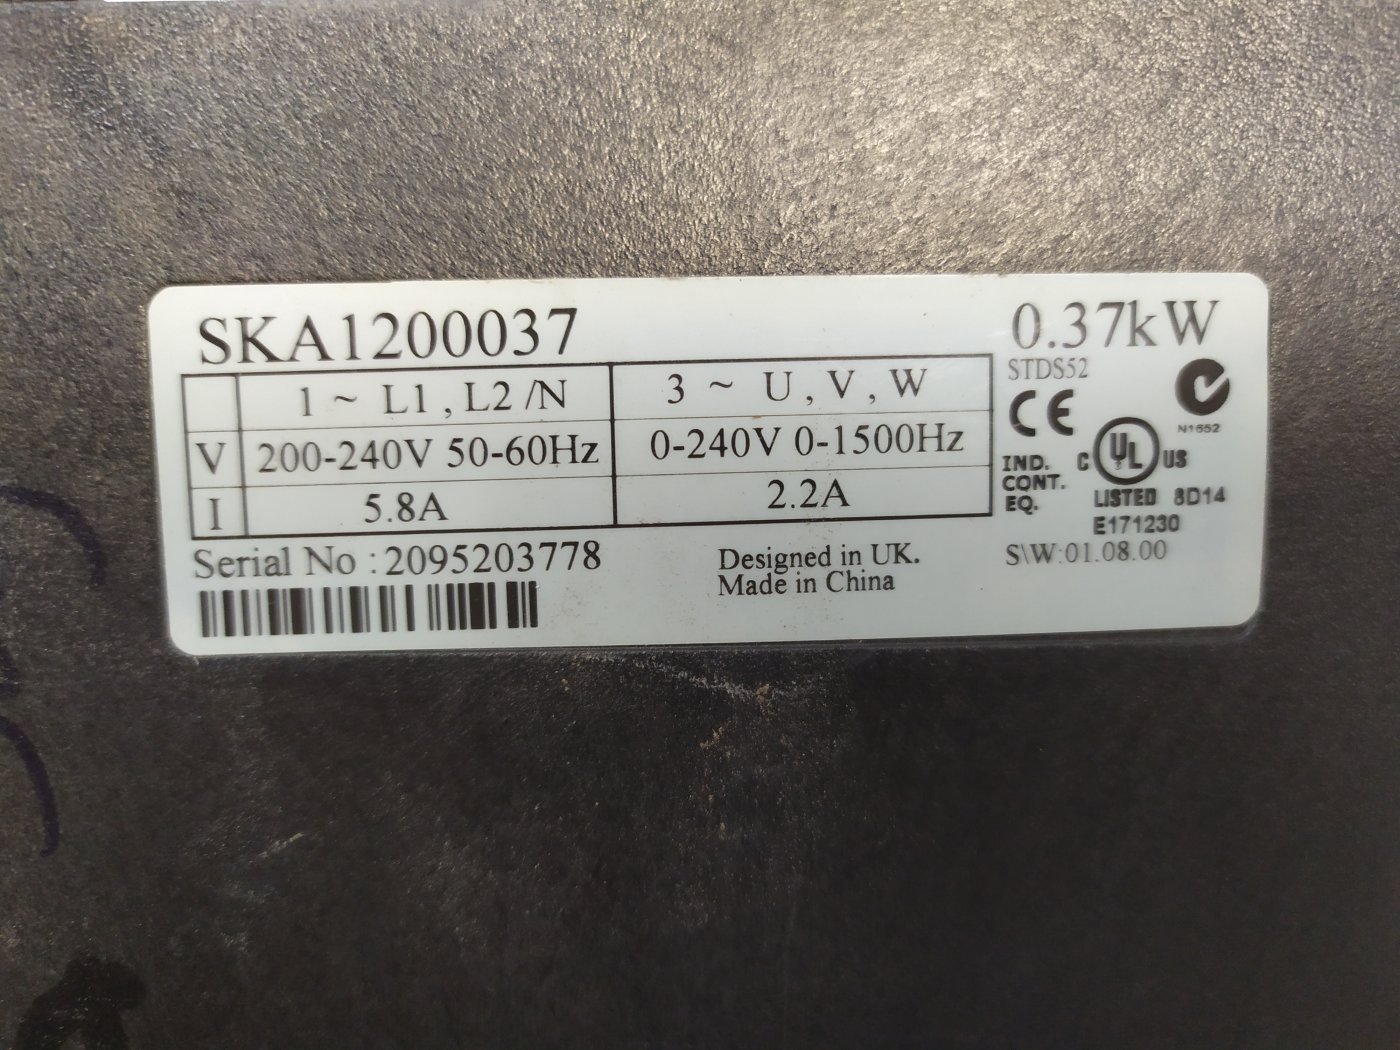 SKA1200037 0.37kW
STDS52
1 ~ L1 , L2 /N 3 ~ U , V , W
V 200-240V 50-60Hz 0-240V 0-1500Hz
I 5.8A 2.2A
CE
N1652
IND.
CONT.
EQ.
C UL US
LISTED 8D14
E171230
Serial No : 2095203778
Designed in UK.
Made in China
S\W:01.08.00